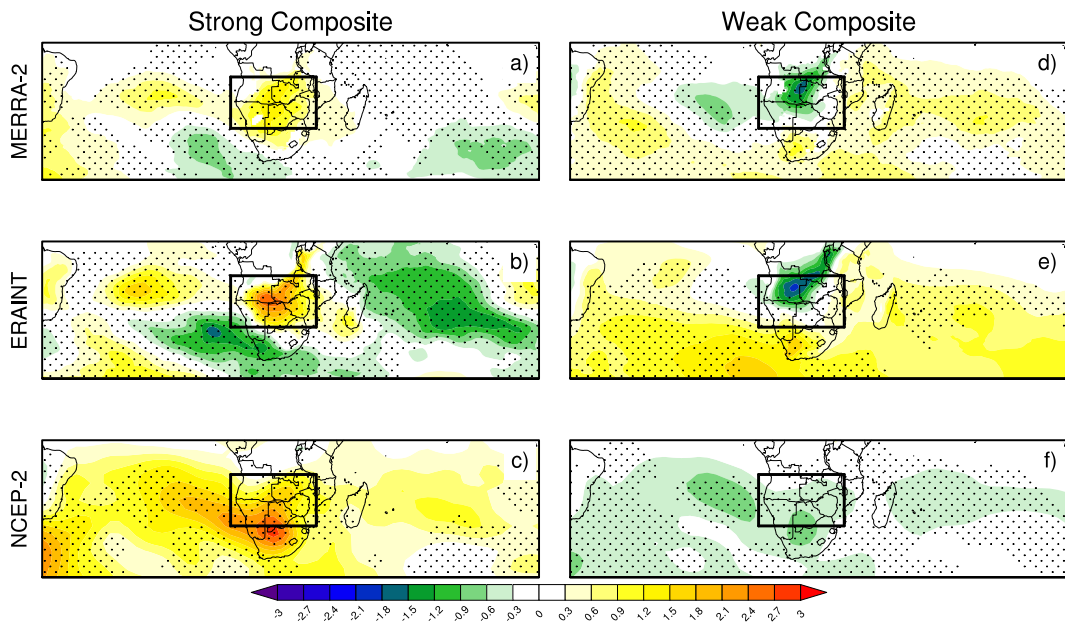 Strong Composite
Weak Composite
MERRA-2
a)
d)
ERAINT
b)
e)
NCEP-2
c)
f)
-3 -2.7 -2.4 -2.1 -1.8 -1.5 -1.2 -0.9 -0.6 -0.3 0 0.3 0.6 0.9 1.2 1.5 1.8 2.1 2.4 2.7 3